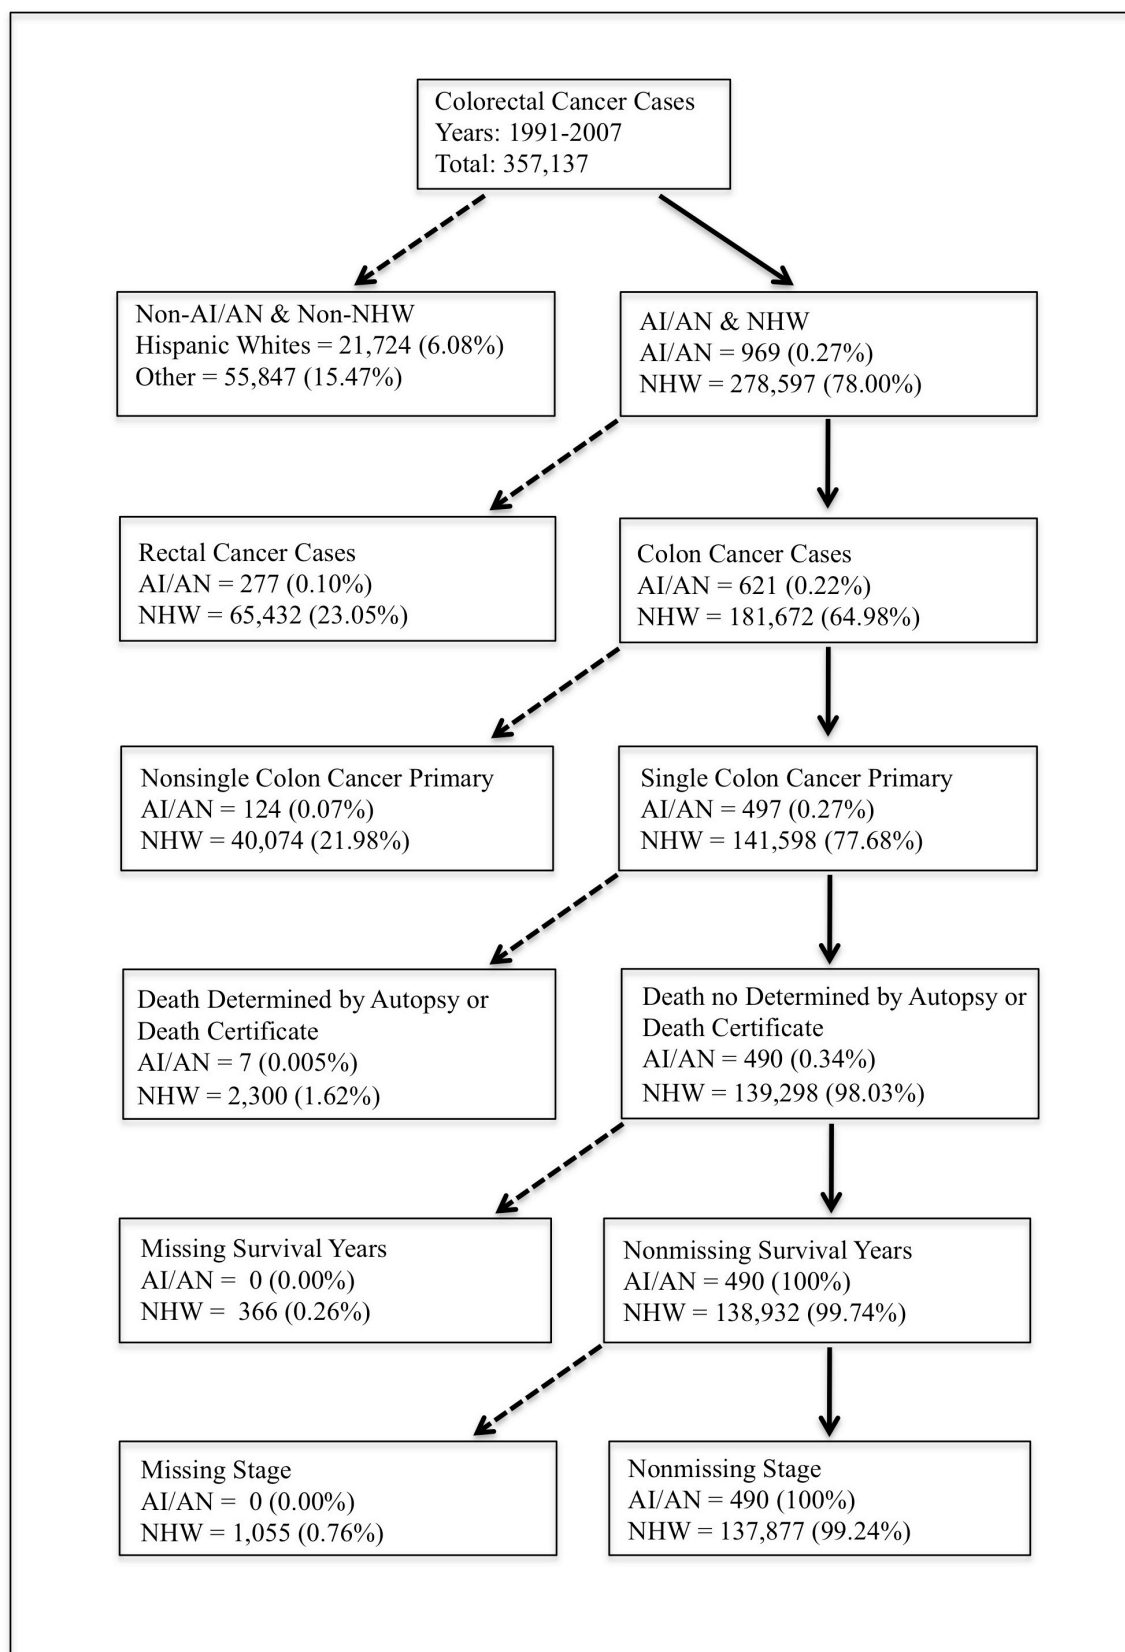 Colorectal Cancer Cases
Years: 1991-2007
Total: 357,137
Non-AI/AN & Non-NHW
Hispanic Whites = 21,724 (6.08%)
Other = 55,847 (15.47%)
AI/AN & NHW
AI/AN = 969 (0.27%)
NHW = 278,597 (78.00%)
Rectal Cancer Cases
AI/AN = 277 (0.10%)
NHW = 65,432 (23.05%)
Colon Cancer Cases
AI/AN = 621 (0.22%)
NHW = 181,672 (64.98%)
Nonsingle Colon Cancer Primary
AI/AN = 124 (0.07%)
NHW = 40,074 (21.98%)
Single Colon Cancer Primary
AI/AN = 497 (0.27%)
NHW = 141,598 (77.68%)
Death Determined by Autopsy or
Death Certificate
AI/AN = 7 (0.005%)
NHW = 2,300 (1.62%)
Death no Determined by Autopsy or
Death Certificate
AI/AN = 490 (0.34%)
NHW = 139,298 (98.03%)
Missing Survival Years
AI/AN =  0 (0.00%)
NHW =  366 (0.26%)
Nonmissing Survival Years
AI/AN = 490 (100%)
NHW = 138,932 (99.74%)
Missing Stage
AI/AN =  0 (0.00%)
NHW = 1,055 (0.76%)
Nonmissing Stage
AI/AN = 490 (100%)
NHW = 137,877 (99.24%)